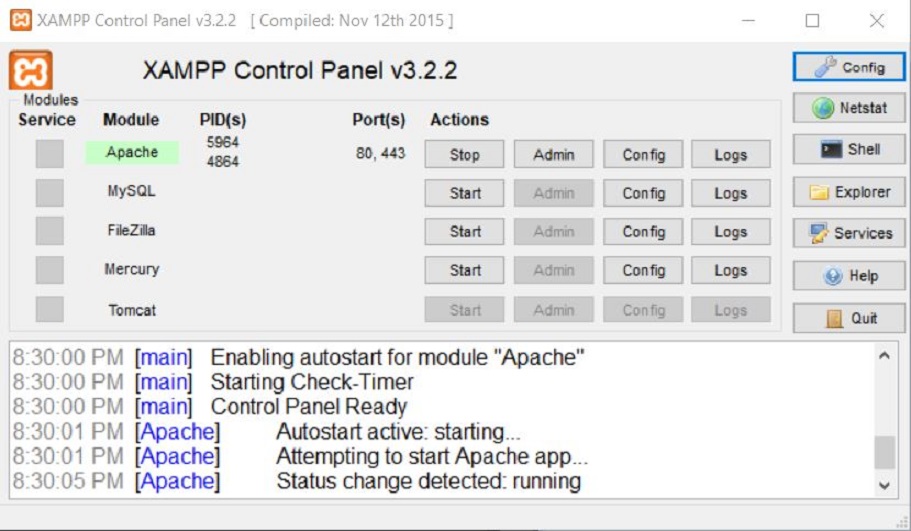 XAMPP Control Panel v3.2.2 [ Compiled: Nov 12th 2015 ]
XAMPP Control Panel v3.2.2
Config
Modules
Service Module PID(s) Port(s) Actions
Netstat
Apache 5964 4864 80, 443 Stop Admin Config Logs
Shell
MySQL Start Admin Config Logs
Explorer
FileZilla Start Admin Config Logs
Services
Mercury Start Admin Config Logs
Help
Tomcat Start Admin Config Logs
Quit
8:30:00 PM [main] Enabling autostart for module "Apache"
8:30:00 PM [main] Starting Check-Timer
8:30:00 PM [main] Control Panel Ready
8:30:01 PM [Apache] Autostart active: starting...
8:30:01 PM [Apache] Attempting to start Apache app...
8:30:05 PM [Apache] Status change detected: running